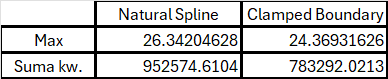 Natural Spline Clamped Boundary
Max 26.34204628 24.36931626
Suma kw. 952574.6104 783292.0213